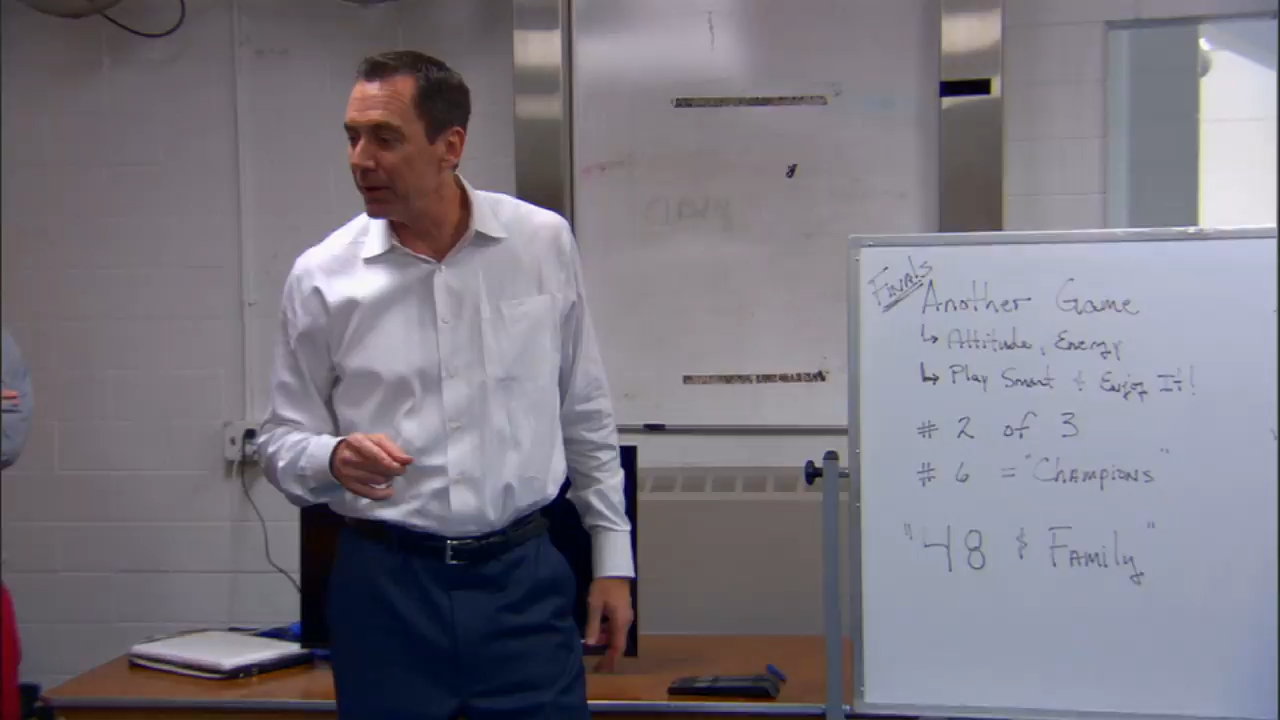 Finals
Another Game
↳ Attitude, Energy
↳ Play Smart & Enjoy It!
# 2 of 3
# 6 = "Champions"
"48 & Family"